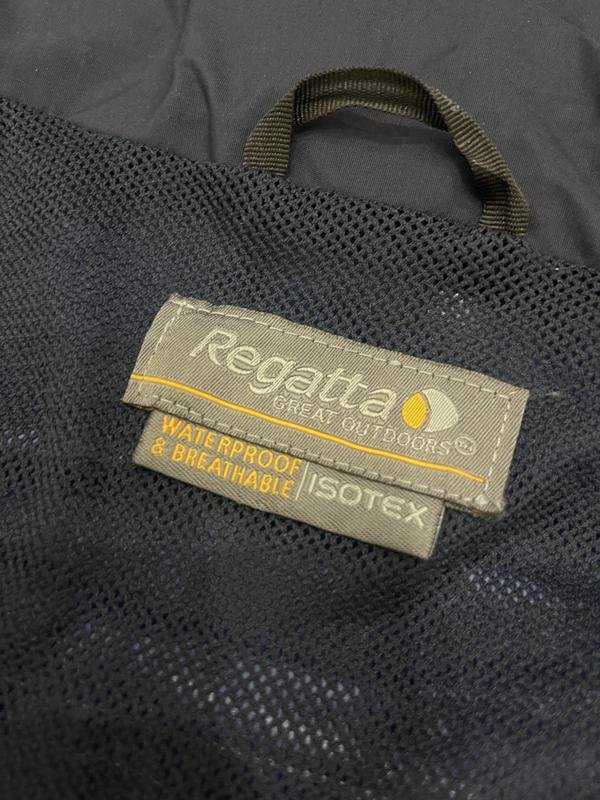 Regatta
GREAT OUTDOORS
WATERPROOF
& BREATHABLE
ISOTEX